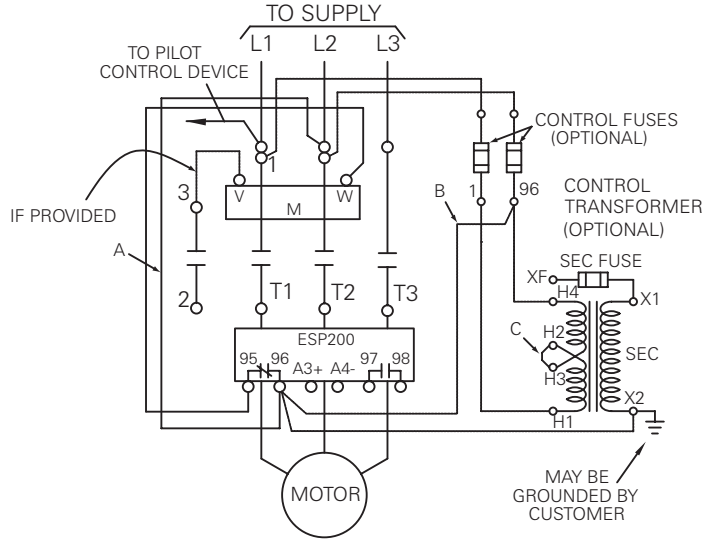 TO SUPPLY
L1 L2 L3
TO PILOT
CONTROL DEVICE
CONTROL FUSES
(OPTIONAL)
1
3
V
M
W
B
1
96
CONTROL
TRANSFORMER
(OPTIONAL)
IF PROVIDED
A
SEC FUSE
XF
H4
X1
2
T1
T2
T3
C
H2
SEC
ESP200
95 96 A3+ A4- 97 98
H3
H1
X2
MOTOR
MAY BE
GROUNDED BY
CUSTOMER